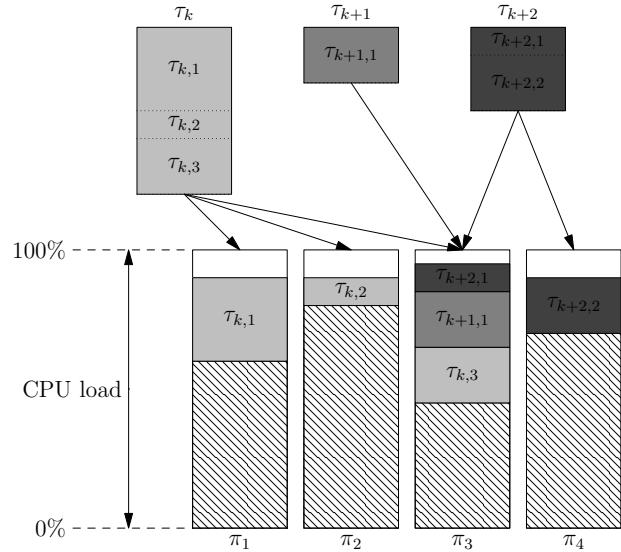 τk τk+1 τk+2
τk,1 τk+1,1 τk+2,1
τk,2 τk+2,2
τk,3
100%
τk+2,1
τk,1 τk,2 τk+1,1 τk+2,2
τk,3
CPU load
0%
π1 π2 π3 π4